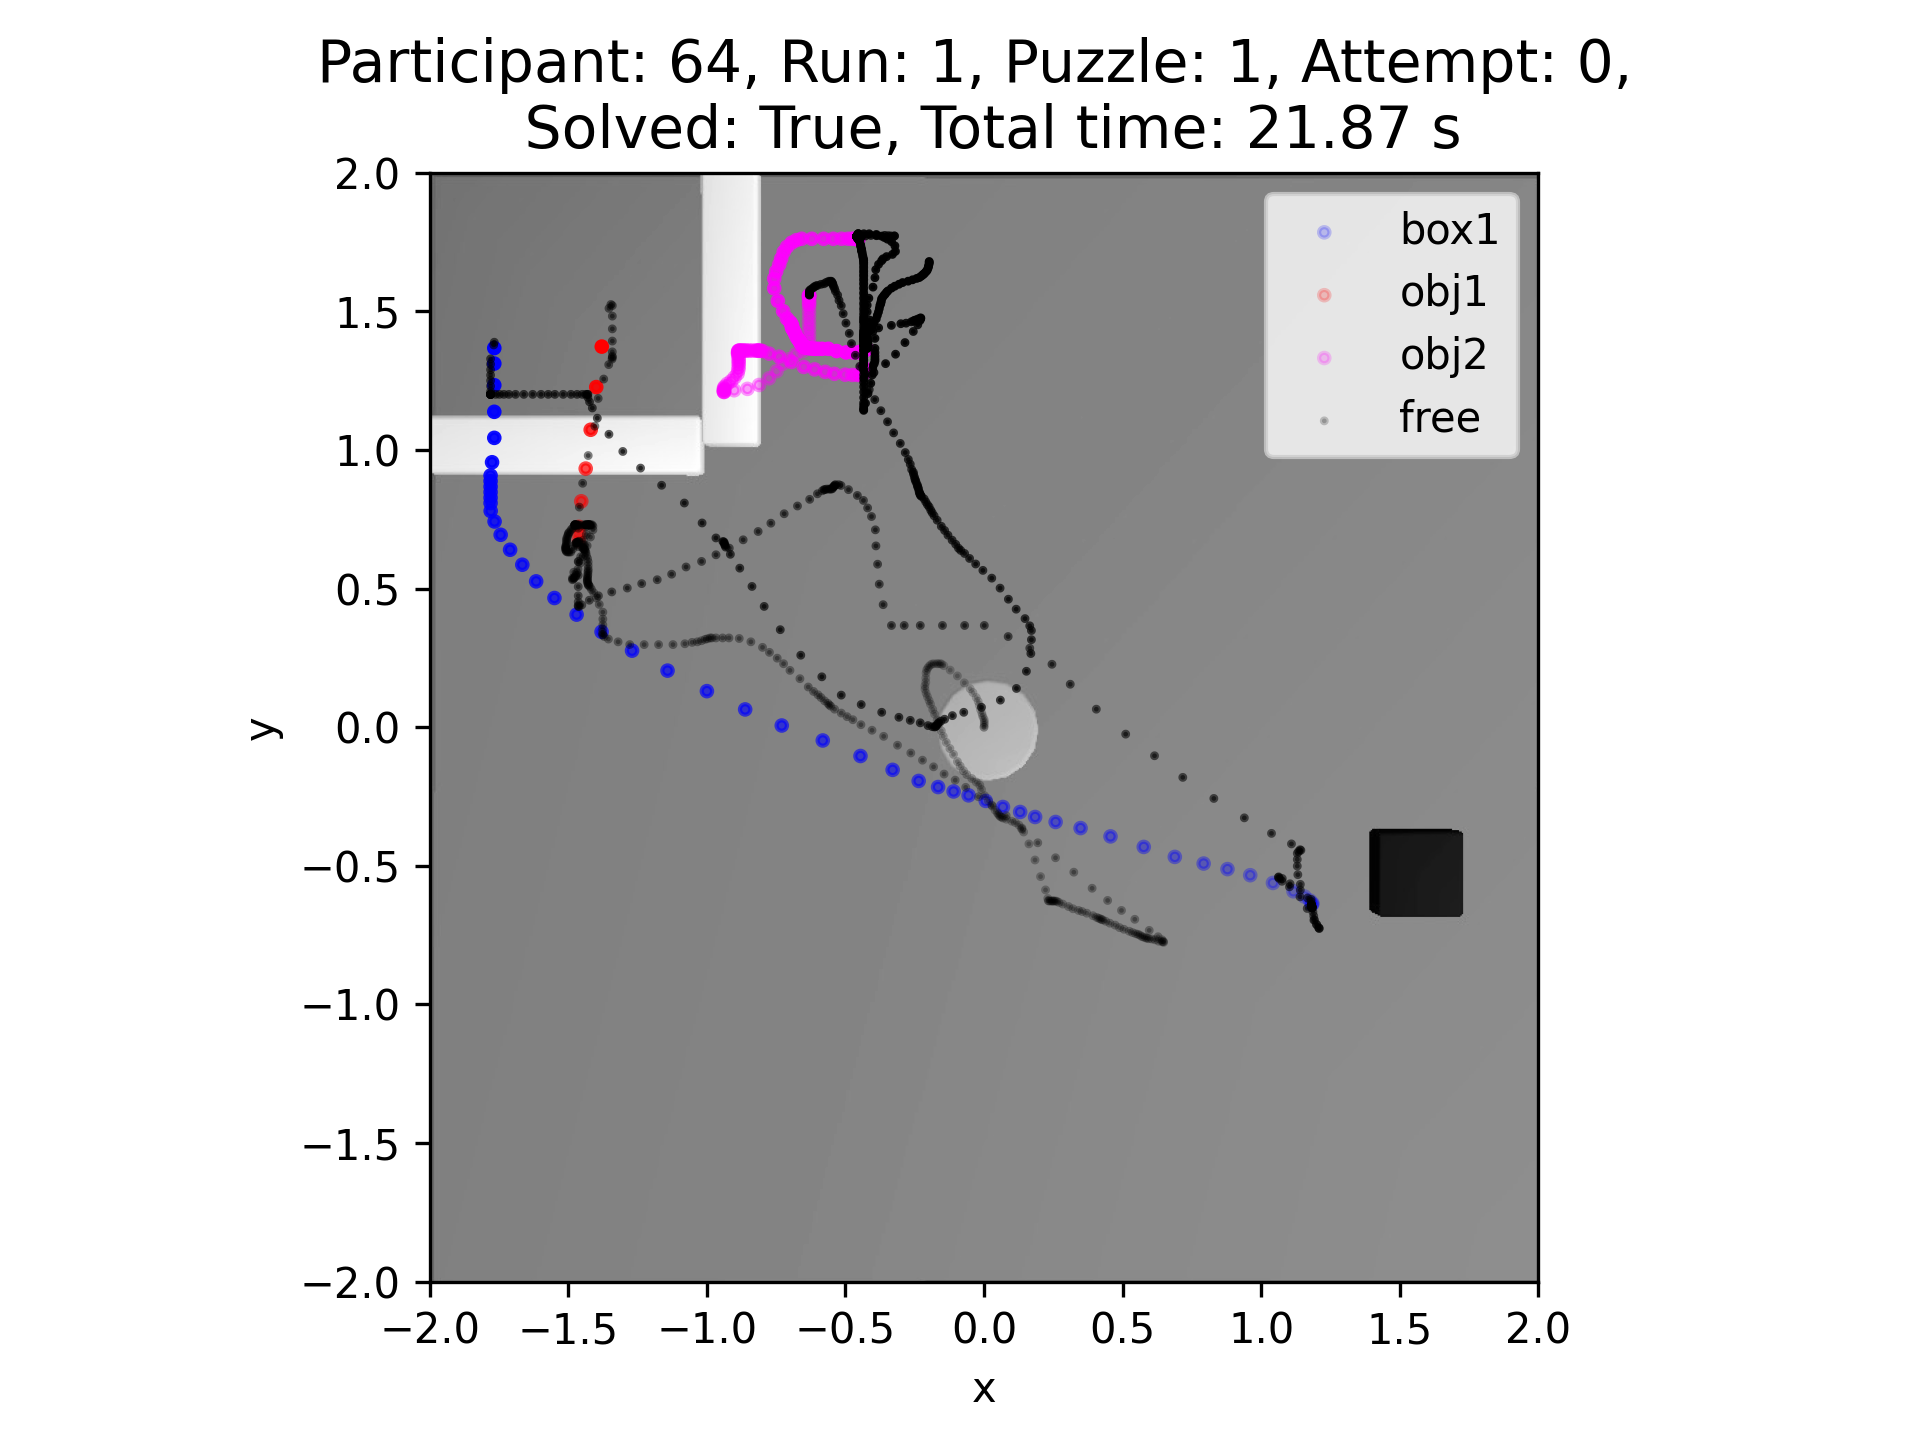 Participant: 64, Run: 1, Puzzle: 1, Attempt: 0,
Solved: True, Total time: 21.87 s
2.0
1.5
1.0
0.5
0.0
−0.5
−1.0
−1.5
−2.0
y
box1
obj1
obj2
free
−2.0 −1.5 −1.0 −0.5 0.0 0.5 1.0 1.5 2.0
x